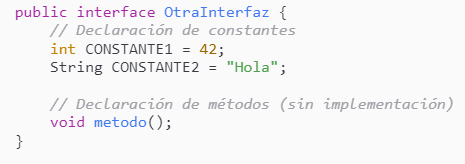 public interface OtraInterfaz {
    // Declaración de constantes
    int CONSTANTE1 = 42;
    String CONSTANTE2 = "Hola";
    // Declaración de métodos (sin implementación)
    void metodo();
}